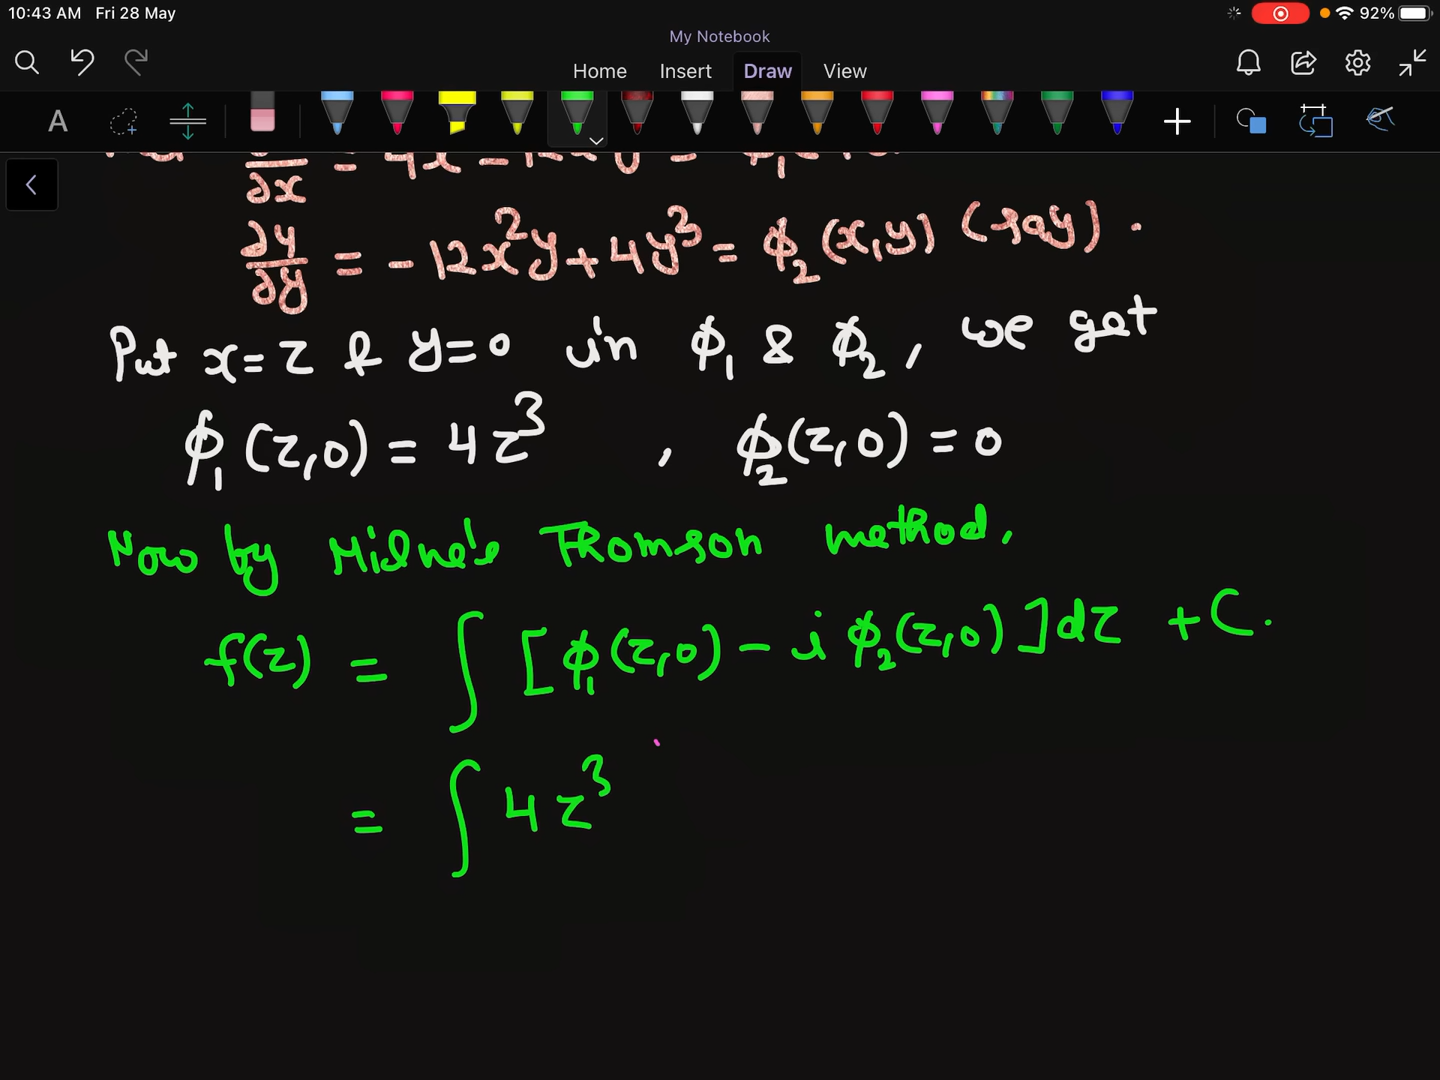 10:43 AM Fri 28 May 92%
My Notebook
Home Insert Draw View
A
∂x
∂u/∂y = -12x²y + 4y³ = ϕ₂(x,y) (say).
Put x=z & y=0 in ϕ₁ & ϕ₂, we get
ϕ₁(z,0) = 4z³ , ϕ₂(z,0) = 0
Now by Milne's Thomson method.
f(z) = ∫ [ϕ₁(z,0) - i ϕ₂(z,0)]dz + C.
= ∫ 4z³